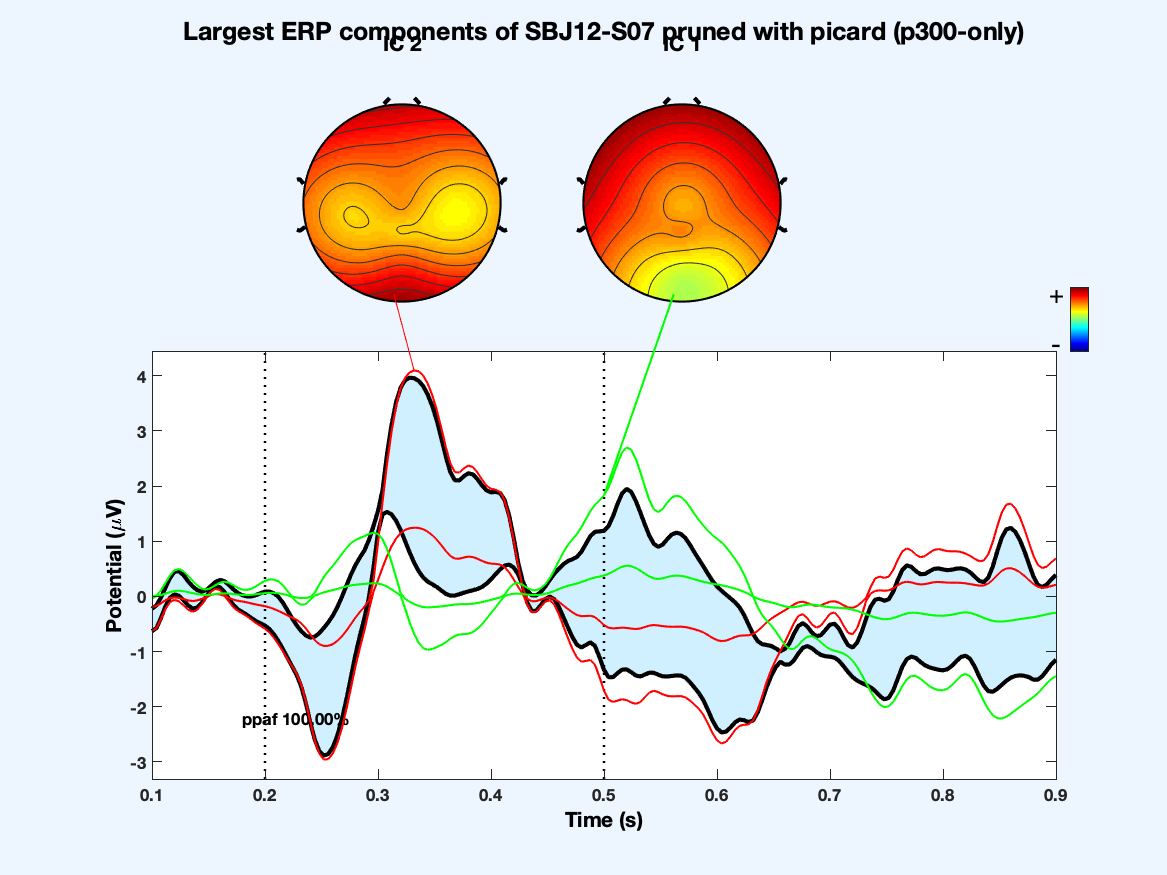 Largest ERP components of SBJ12-S07 pruned with picard (p300-only)
IC 2
IC 1
+
-
4
3
2
1
0
-1
-2
-3
Potential (μV)
ppaf 100.00%
0.1 0.2 0.3 0.4 0.5 0.6 0.7 0.8 0.9
Time (s)